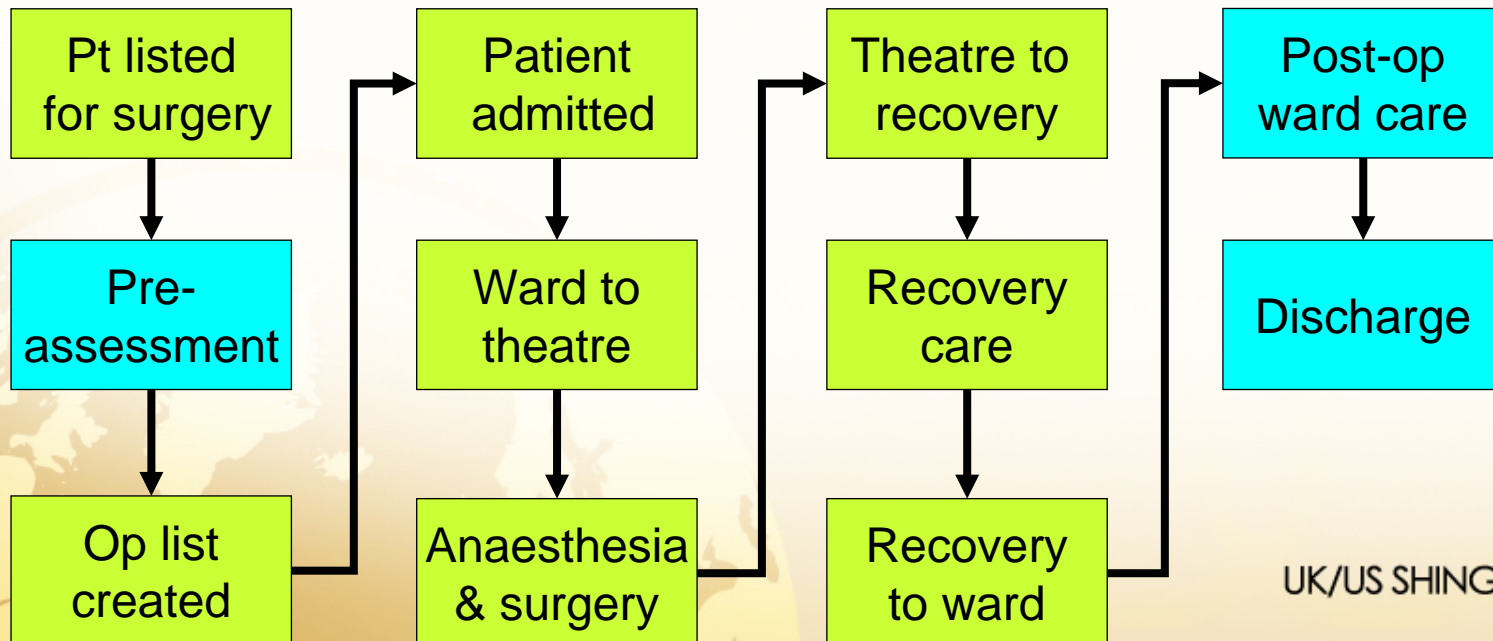 Pt listed
for surgery
Pre-
assessment
Op list
created
Patient
admitted
Ward to
theatre
Anaesthesia
& surgery
Theatre to
recovery
Recovery
care
Recovery
to ward
Post-op
ward care
Discharge
UK/US SHING